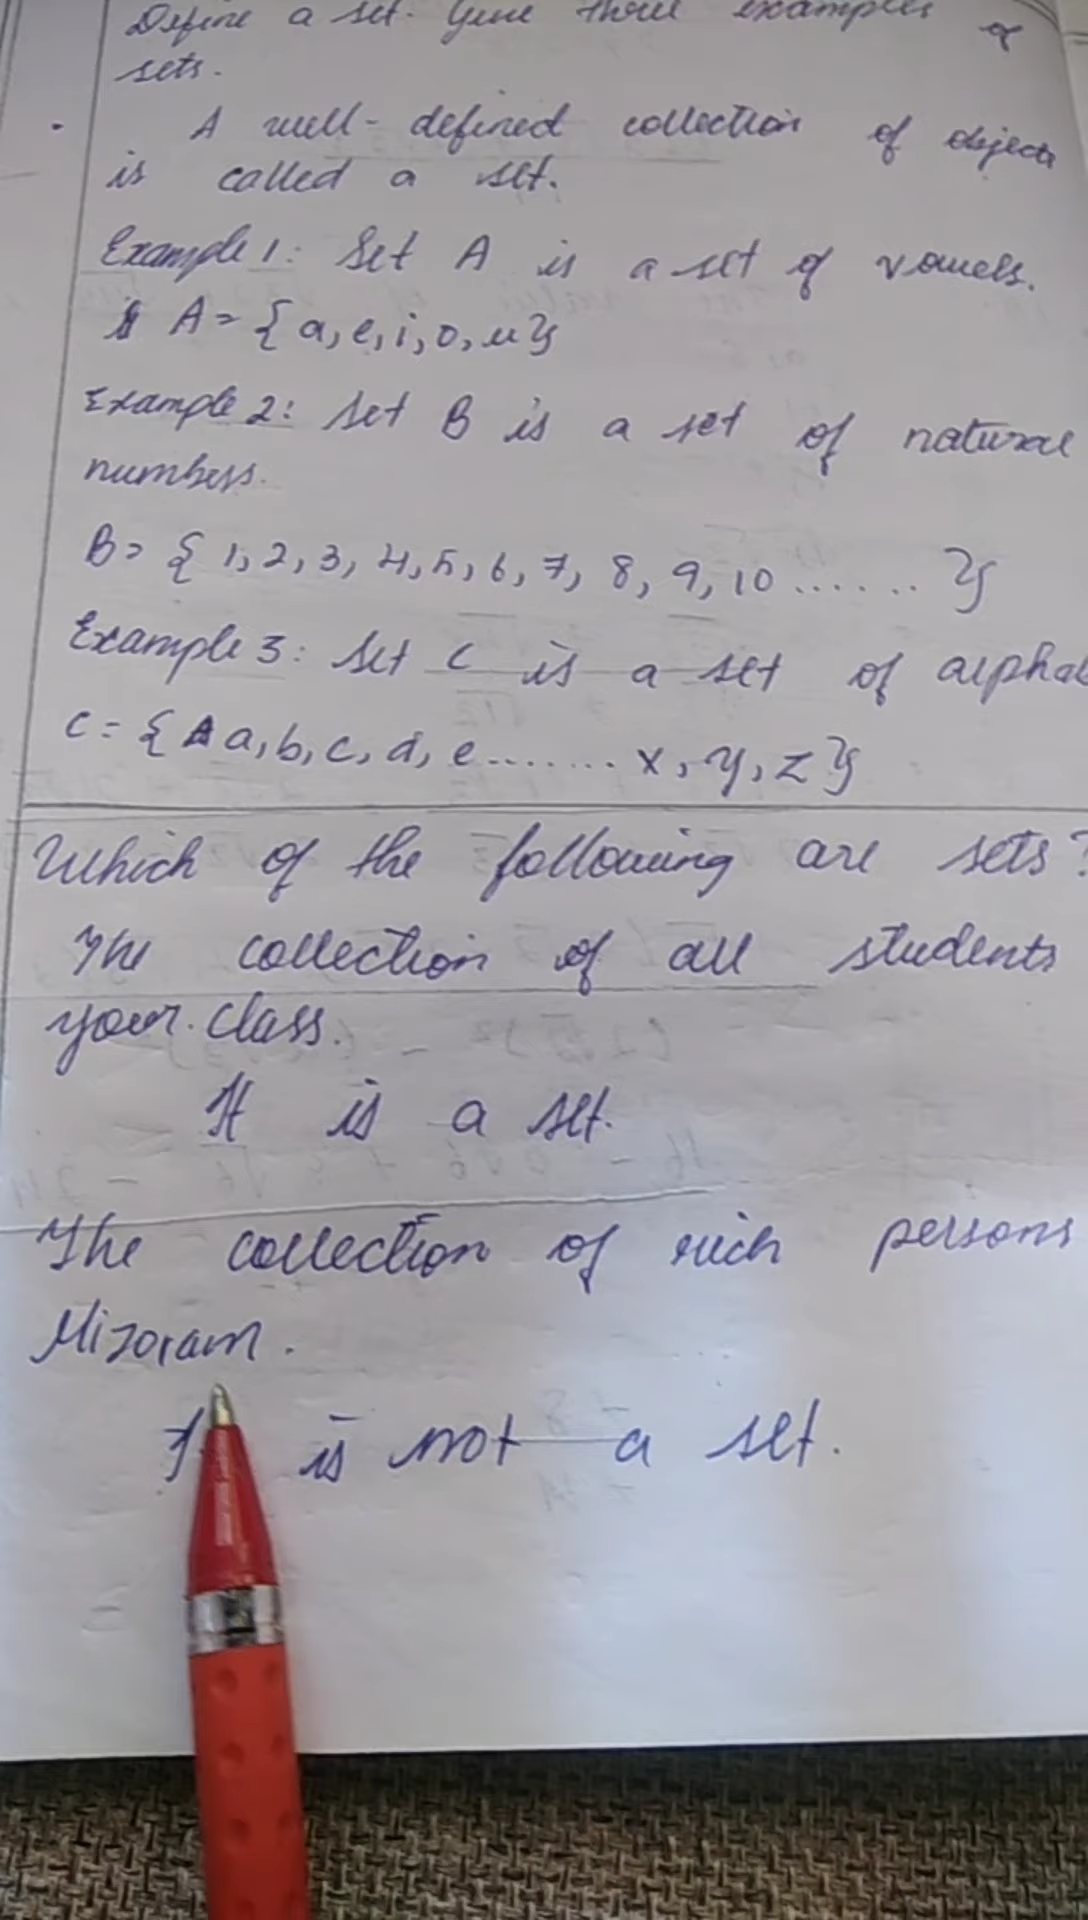 Define a set. Give three examples of
sets.
A well-defined collection of objects
is called a set.
Example 1: Set A is a set of vowels.
A = {a, e, i, o, u}
Example 2: Set B is a set of natural
numbers.
B = {1, 2, 3, 4, 5, 6, 7, 8, 9, 10 ....... }
Example 3: Set C is a set of alphab
C = {a, b, c, d, e........ x, y, z}
Which of the following are sets?
The collection of all students
your class.
It is a set.
The collection of rich persons
Mizoram.
is not a set.